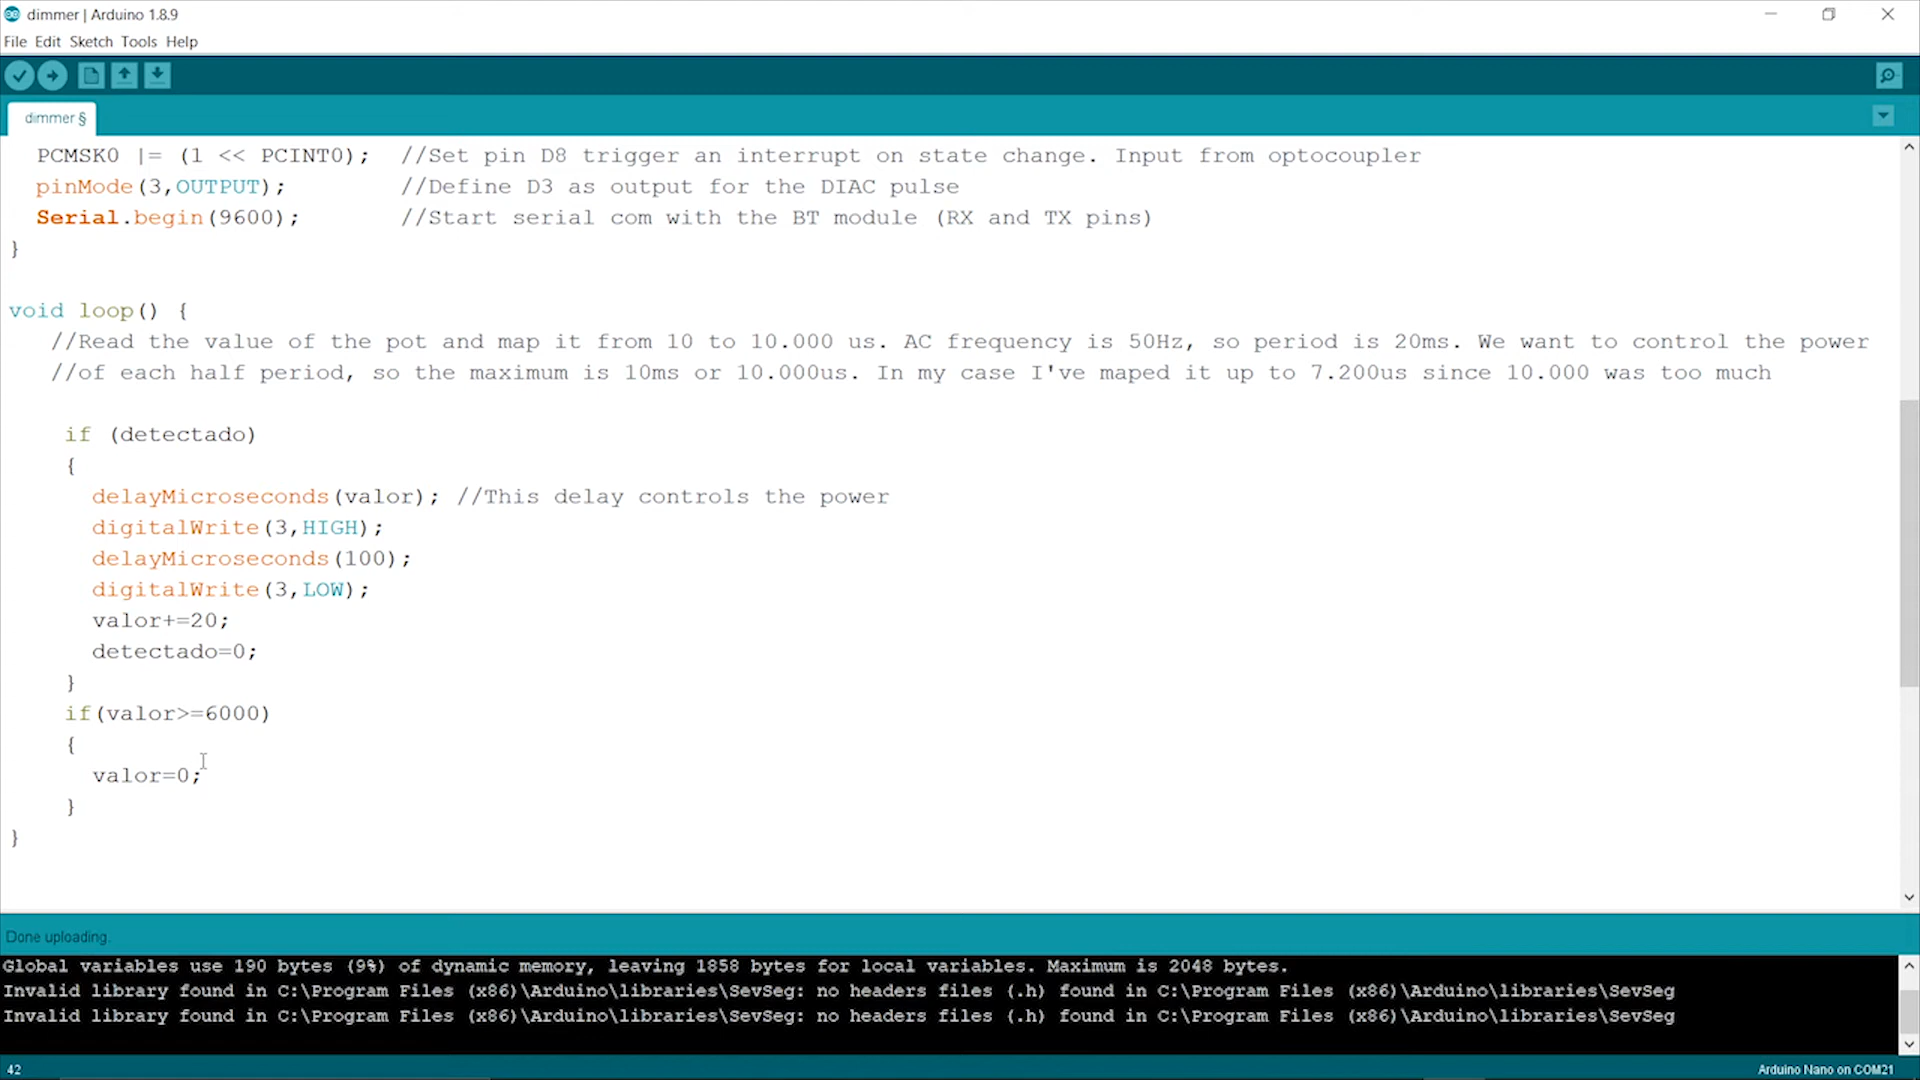 dimmer | Arduino 1.8.9
File Edit Sketch Tools Help
dimmer §
PCMSK0 |= (1 << PCINT0);  //Set pin D8 trigger an interrupt on state change. Input from optocoupler
pinMode(3,OUTPUT);        //Define D3 as output for the DIAC pulse
Serial.begin(9600);       //Start serial com with the BT module (RX and TX pins)
}
void loop() {
//Read the value of the pot and map it from 10 to 10.000 us. AC frequency is 50Hz, so period is 20ms. We want to control the power
//of each half period, so the maximum is 10ms or 10.000us. In my case I've maped it up to 7.200us since 10.000 was too much
if (detectado)
{
delayMicroseconds(valor); //This delay controls the power
digitalWrite(3,HIGH);
delayMicroseconds(100);
digitalWrite(3,LOW);
valor+=20;
detectado=0;
}
if(valor>=6000)
{
valor=0;
}
}
Done uploading.
Global variables use 190 bytes (9%) of dynamic memory, leaving 1858 bytes for local variables. Maximum is 2048 bytes.
Invalid library found in C:\Program Files (x86)\Arduino\libraries\SevSeg: no headers files (.h) found in C:\Program Files (x86)\Arduino\libraries\SevSeg
Invalid library found in C:\Program Files (x86)\Arduino\libraries\SevSeg: no headers files (.h) found in C:\Program Files (x86)\Arduino\libraries\SevSeg
42 Arduino Nano on COM21